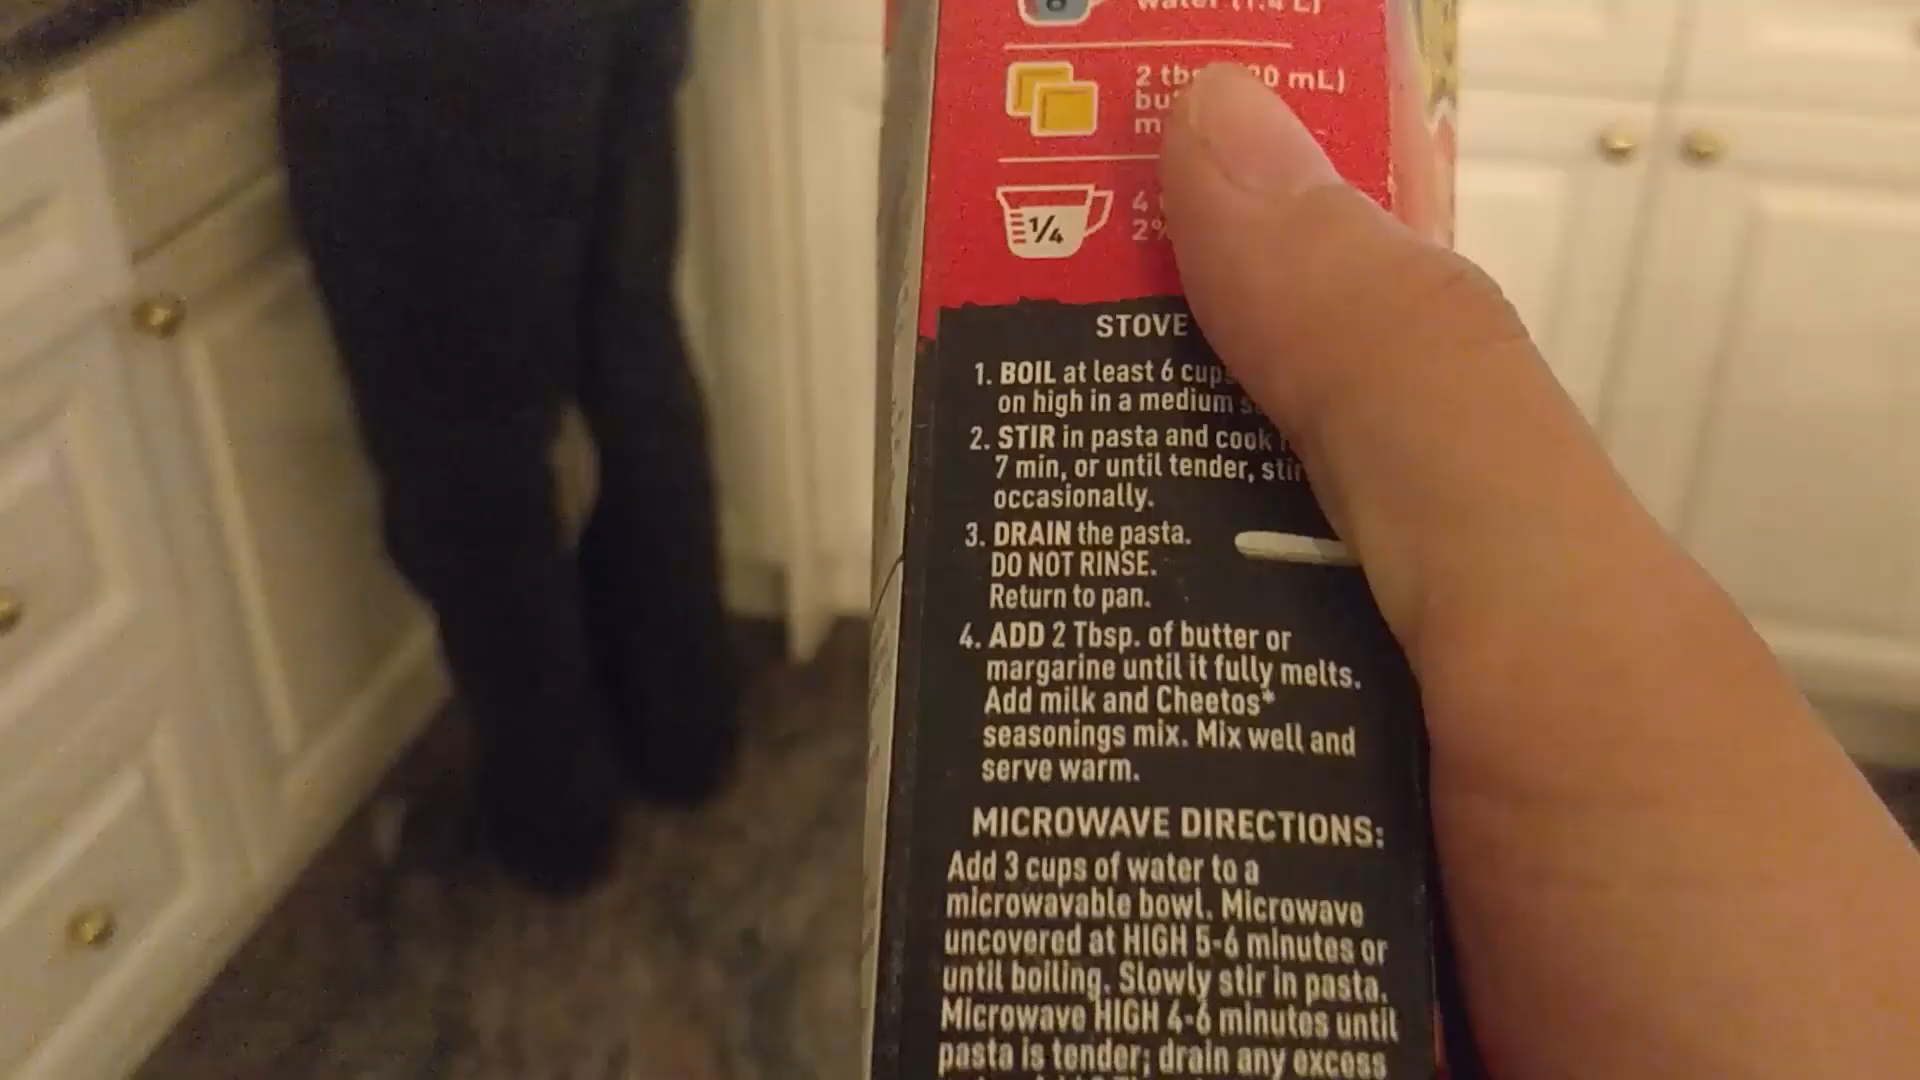 water (1.4 L)
2 mL)
1/4
4
2%
STOVE
1. BOIL at least 6 cups
on high in a medium
2. STIR in pasta and cook
7 min, or until tender,
occasionally.
3. DRAIN the pasta.
DO NOT RINSE.
Return to pan.
4. ADD 2 Tbsp. of butter or
margarine until it fully melts.
Add milk and Cheetos*
seasonings mix. Mix well and
serve warm.
MICROWAVE DIRECTIONS:
Add 3 cups of water to a
microwavable bowl. Microwave
uncovered at HIGH 5-6 minutes or
until boiling. Slowly stir in pasta.
Microwave HIGH 4-6 minutes until
pasta is tender; drain any excess